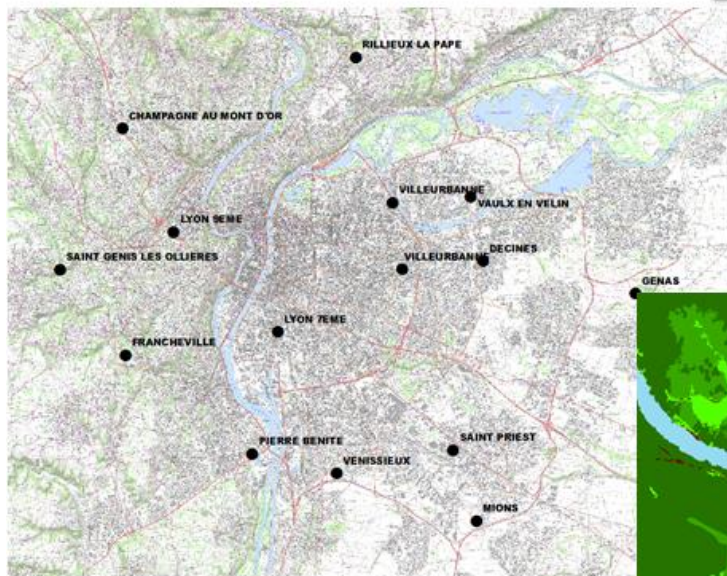 RILLIEUX LA PAPE
CHAMPAGNE AU MONT D'OR
VILLEURBANNE
VAULX EN VELIN
LYON 9EME
DECINES
SAINT GENIS LES OLLIERES
VILLEURBANNE
GENAS
LYON 7EME
FRANCHEVILLE
PIERRE BENITE
SAINT PRIEST
VENISSIEUX
MIONS